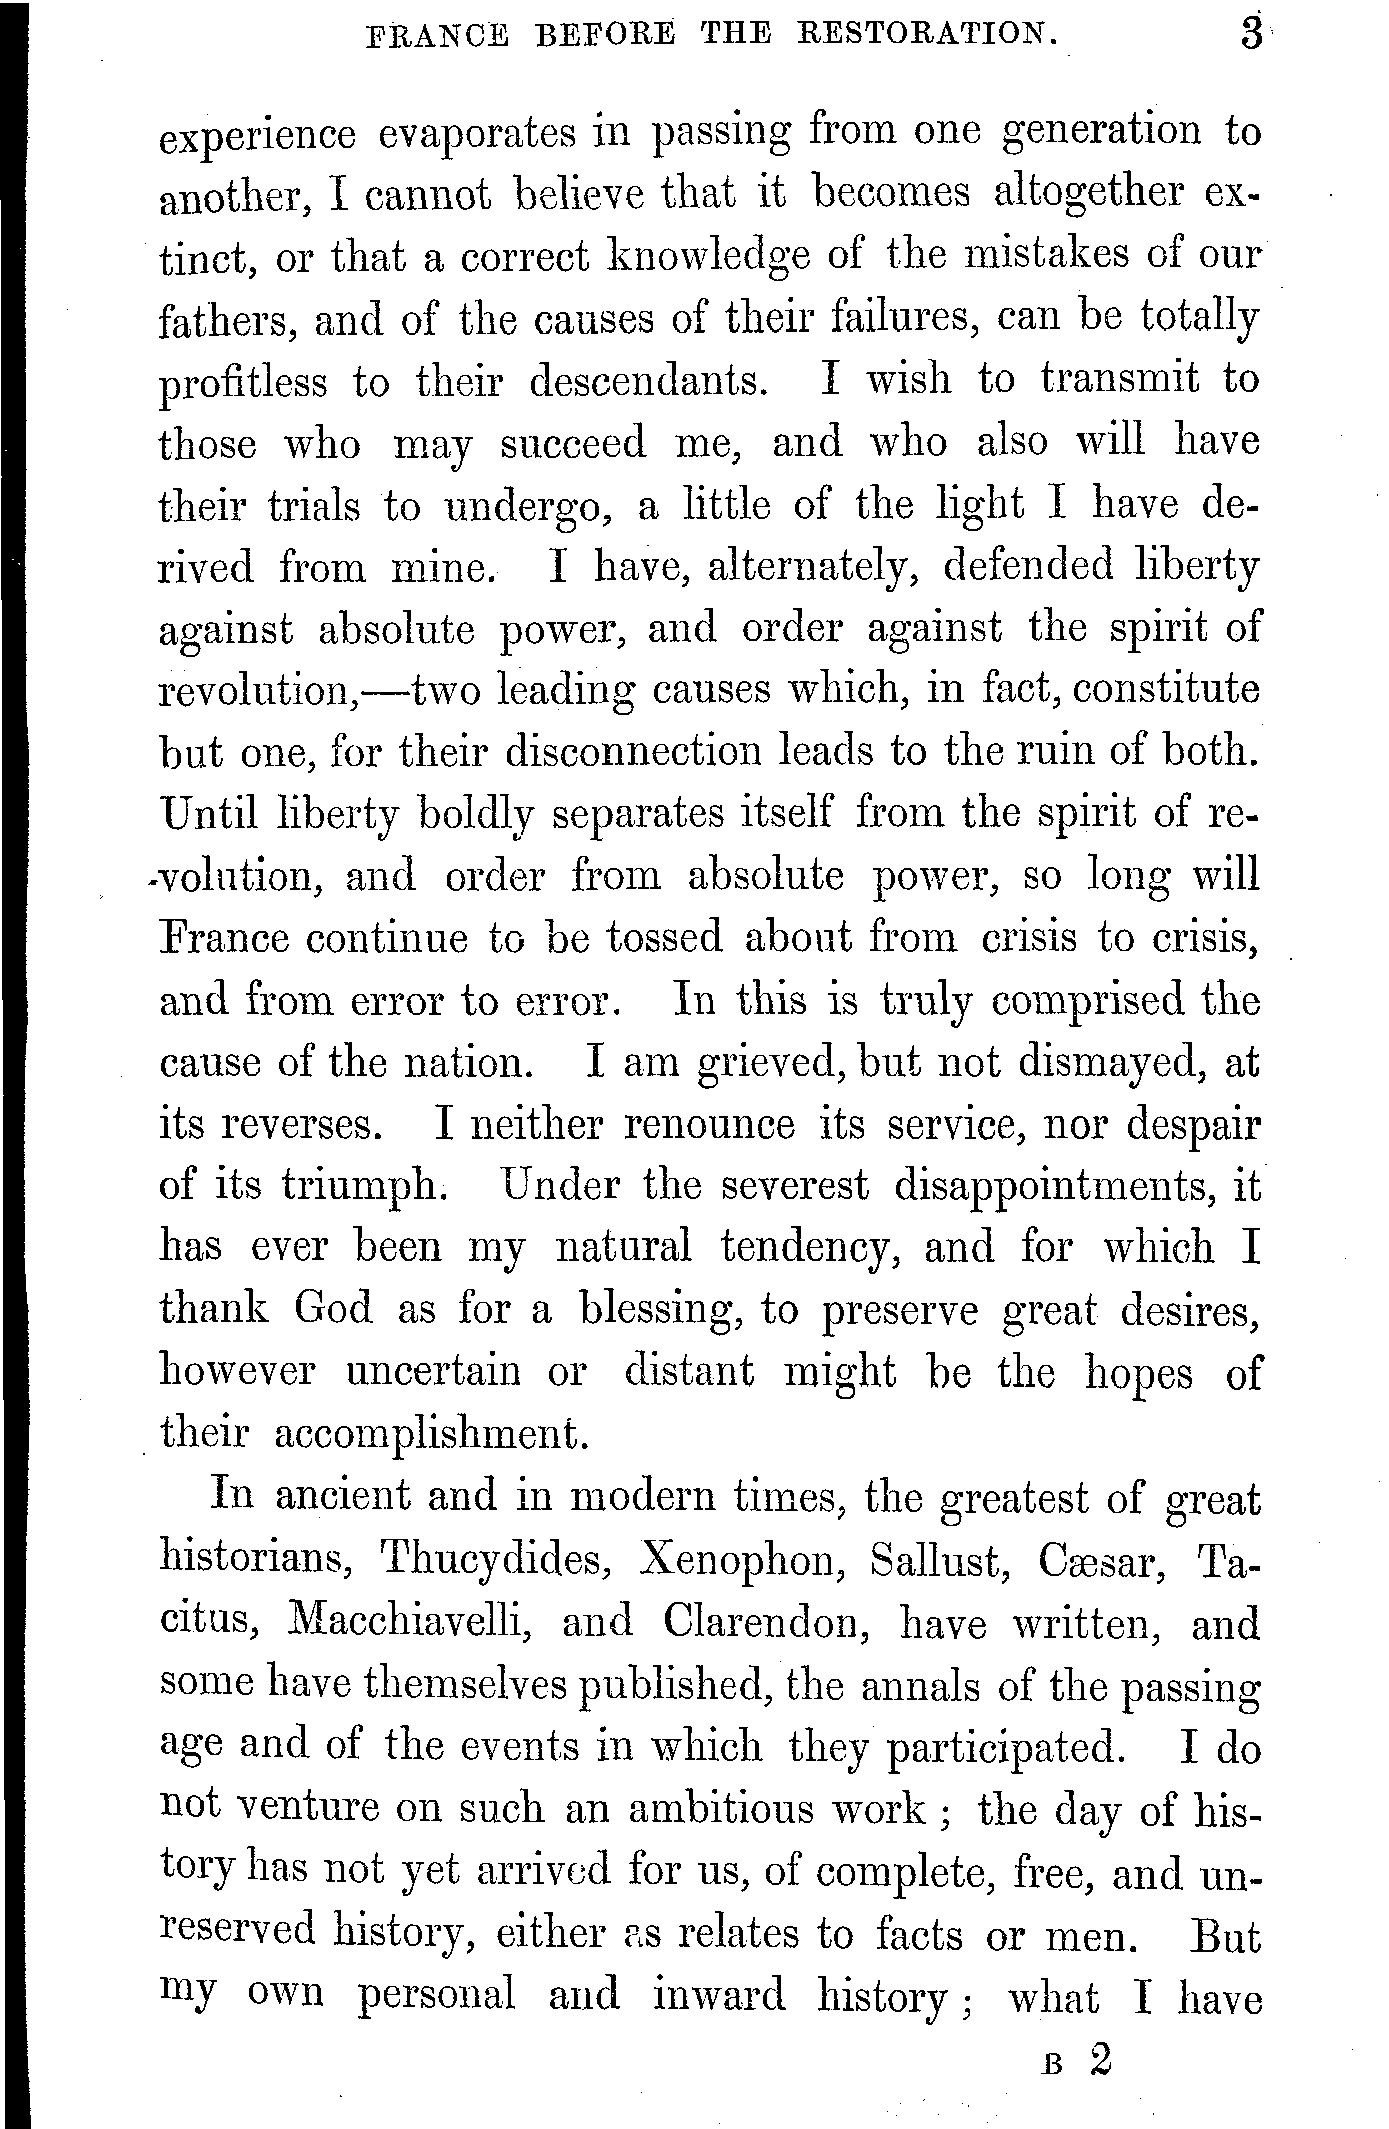 FRANCE BEFORE THE RESTORATION. 3
experience evaporates in passing from one generation to
another, I cannot believe that it becomes altogether ex-
tinct, or that a correct knowledge of the mistakes of our
fathers, and of the causes of their failures, can be totally
profitless to their descendants. I wish to transmit to
those who may succeed me, and who also will have
their trials to undergo, a little of the light I have de-
rived from mine. I have, alternately, defended liberty
against absolute power, and order against the spirit of
revolution,—two leading causes which, in fact, constitute
but one, for their disconnection leads to the ruin of both.
Until liberty boldly separates itself from the spirit of re-
volution, and order from absolute power, so long will
France continue to be tossed about from crisis to crisis,
and from error to error. In this is truly comprised the
cause of the nation. I am grieved, but not dismayed, at
its reverses. I neither renounce its service, nor despair
of its triumph. Under the severest disappointments, it
has ever been my natural tendency, and for which I
thank God as for a blessing, to preserve great desires,
however uncertain or distant might be the hopes of
their accomplishment.
In ancient and in modern times, the greatest of great
historians, Thucydides, Xenophon, Sallust, Cæsar, Ta-
citus, Macchiavelli, and Clarendon, have written, and
some have themselves published, the annals of the passing
age and of the events in which they participated. I do
not venture on such an ambitious work ; the day of his-
tory has not yet arrived for us, of complete, free, and un-
reserved history, either as relates to facts or men. But
my own personal and inward history ; what I have
B 2